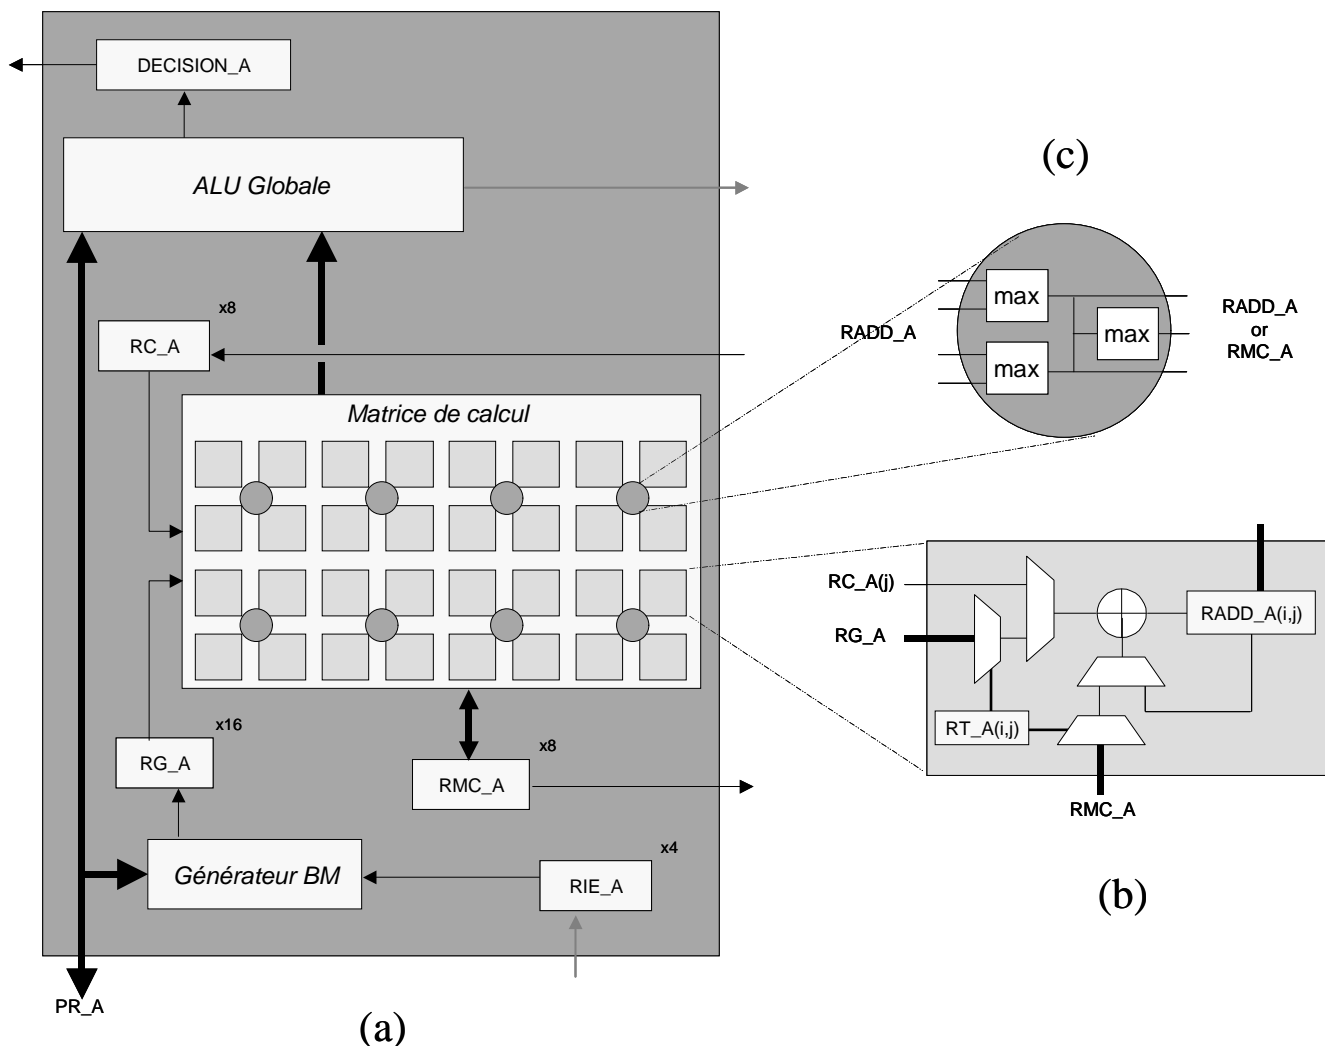 DECISION_A
ALU Globale
(c)
x8
RC_A
max
max
max
RADD_A
RADD_A
or
RMC_A
Matrice de calcul
RC_A(j)
RG_A
RADD_A(i,j)
RT_A(i,j)
RMC_A
x16
RG_A
x8
RMC_A
Générateur BM
x4
RIE_A
(b)
PR_A
(a)